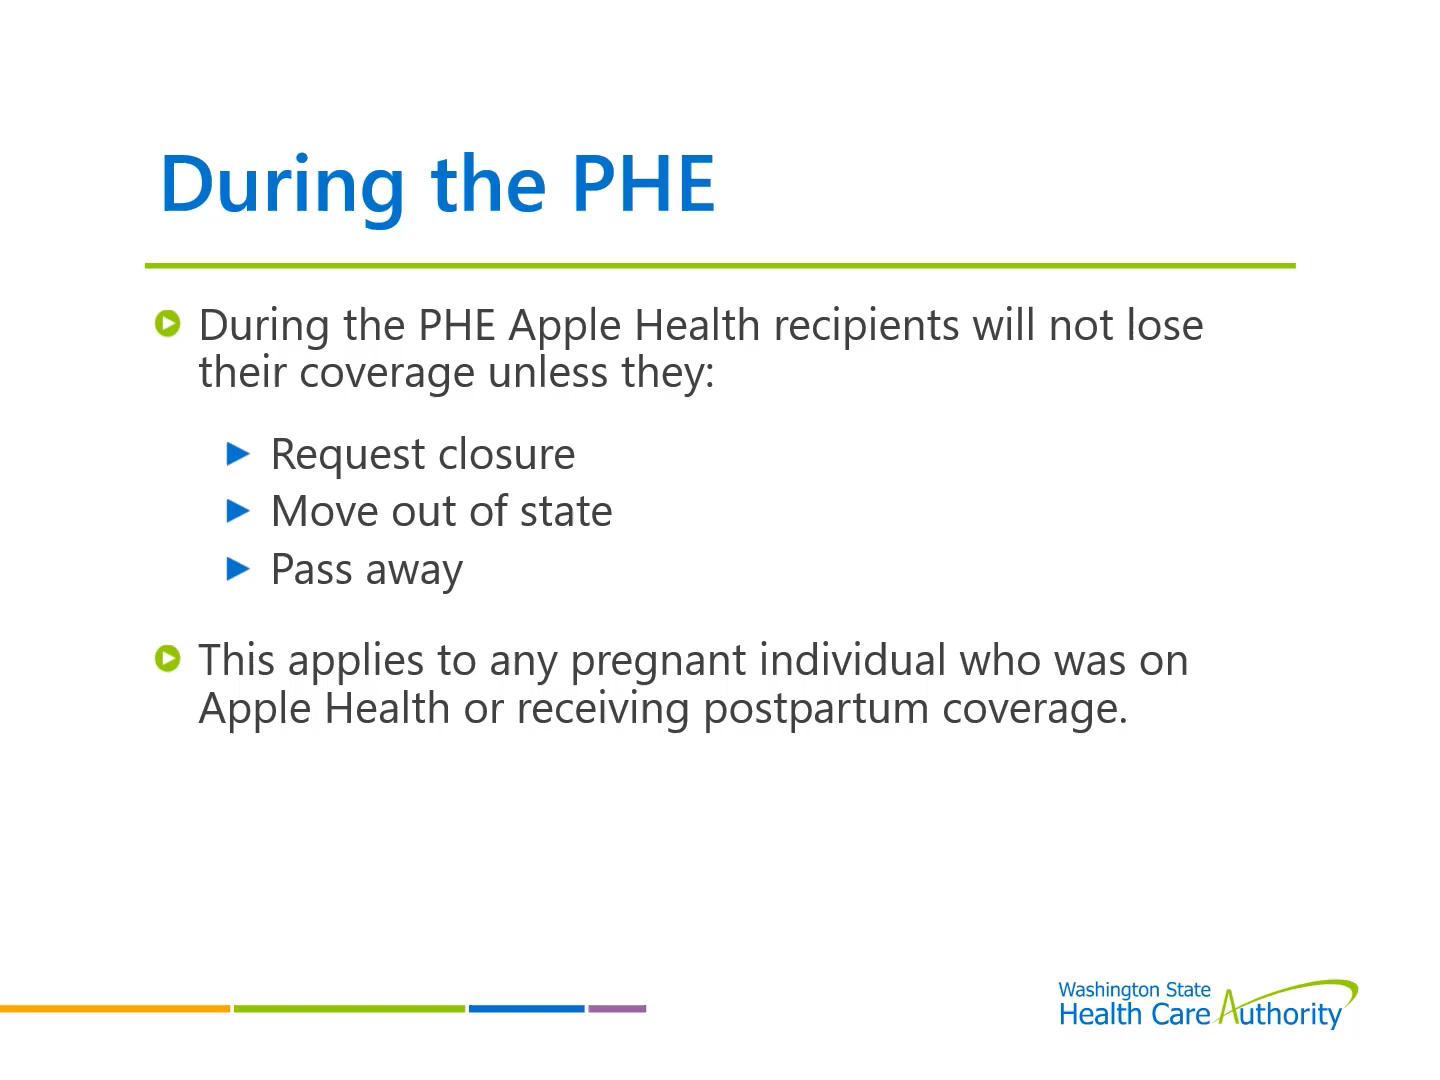 During the PHE
During the PHE Apple Health recipients will not lose
their coverage unless they:
Request closure
Move out of state
Pass away
This applies to any pregnant individual who was on
Apple Health or receiving postpartum coverage.
Washington State
Health Care Authority